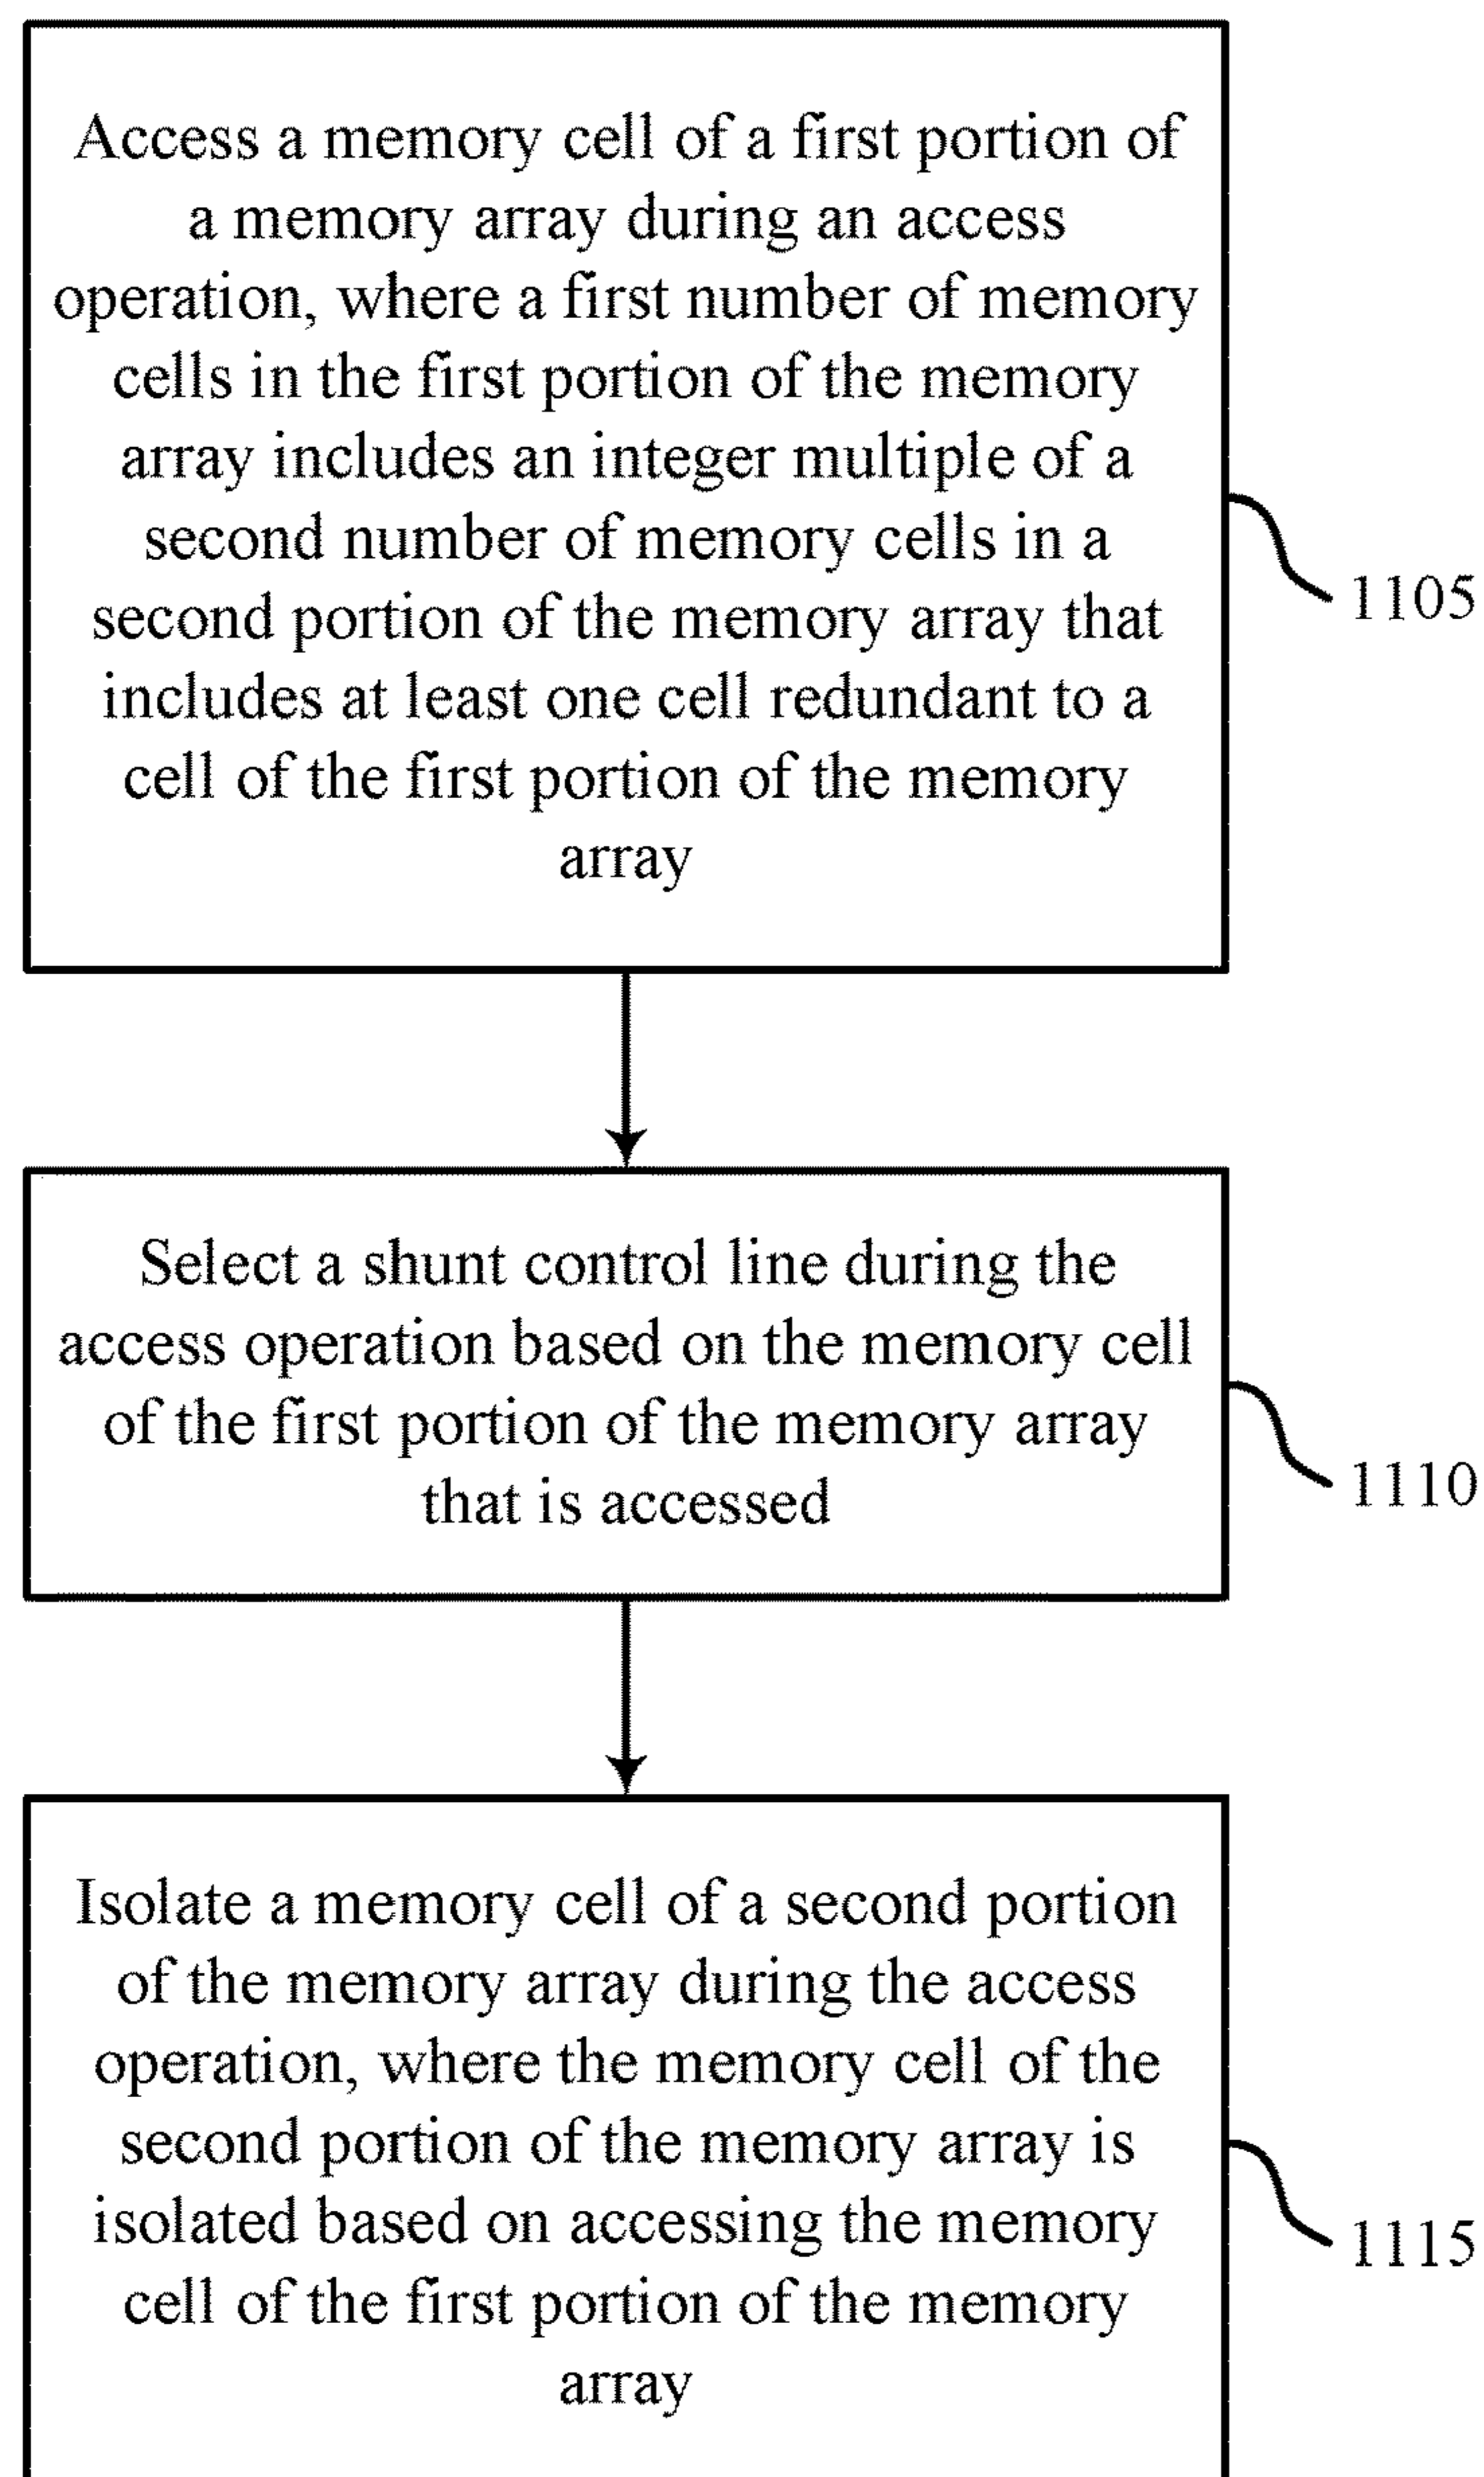 Access a memory cell of a first portion of
a memory array during an access
operation, where a first number of memory
cells in the first portion of the memory
array includes an integer multiple of a
second number of memory cells in a
second portion of the memory array that
includes at least one cell redundant to a
cell of the first portion of the memory
array
1105
Select a shunt control line during the
access operation based on the memory cell
of the first portion of the memory array
that is accessed
1110
Isolate a memory cell of a second portion
of the memory array during the access
operation, where the memory cell of the
second portion of the memory array is
isolated based on accessing the memory
cell of the first portion of the memory
array
1115